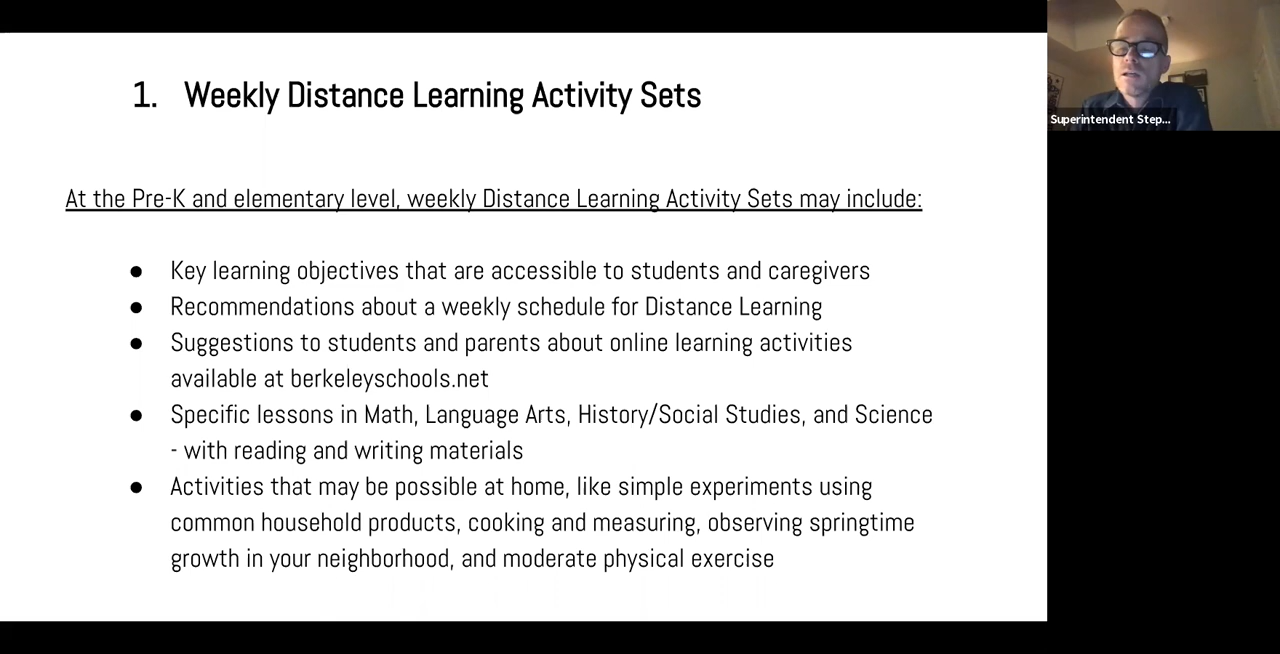 1. Weekly Distance Learning Activity Sets
At the Pre-K and elementary level, weekly Distance Learning Activity Sets may include:
● Key learning objectives that are accessible to students and caregivers
● Recommendations about a weekly schedule for Distance Learning
● Suggestions to students and parents about online learning activities
available at berkeleyschools.net
● Specific lessons in Math, Language Arts, History/Social Studies, and Science
- with reading and writing materials
● Activities that may be possible at home, like simple experiments using
common household products, cooking and measuring, observing springtime
growth in your neighborhood, and moderate physical exercise
Superintendent Step...